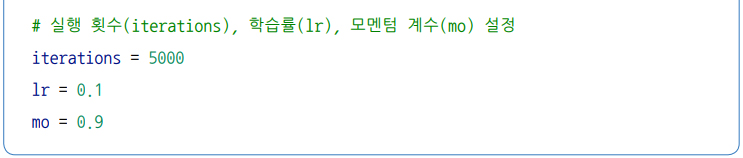 # 실행 횟수(iterations), 학습률(lr), 모멘텀 계수(mo) 설정
iterations = 5000
lr = 0.1
mo = 0.9